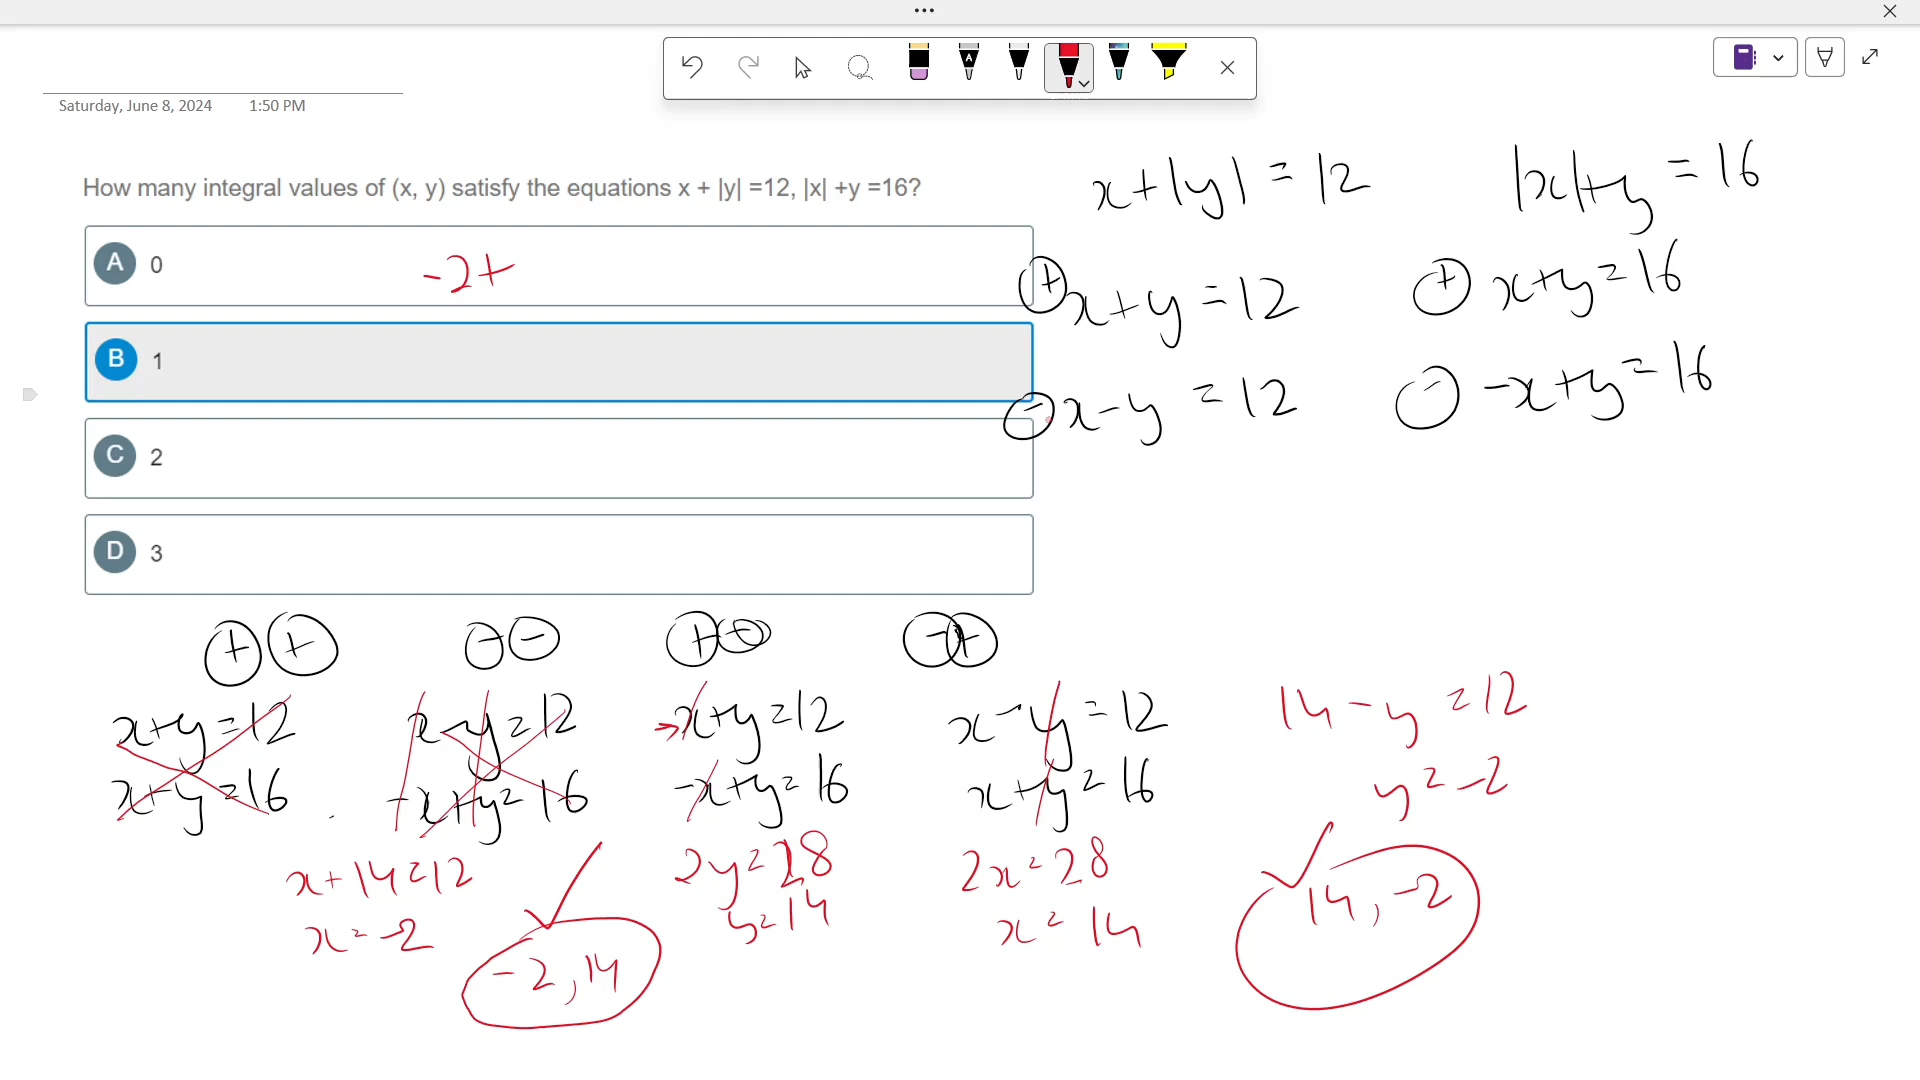 Saturday, June 8, 2024 1:50 PM
How many integral values of (x, y) satisfy the equations x + |y| =12, |x| +y =16?
A 0
-2+
B 1
C 2
D 3
x+|y| = 12
|x|+y = 16
+ x+y = 12
+ x+y = 16
- x-y = 12
- -x+y = 16
+ +
x+y = 12
x+y = 16
- -
x-y = 12
-x+y = 16
x+14 = 12
x = -2
-2, 14
+ -
x+y = 12
-x+y = 16
2y = 28
y = 14
- +
x-y = 12
x+y = 16
2x = 28
x = 14
14-y = 12
y = -2
14, -2